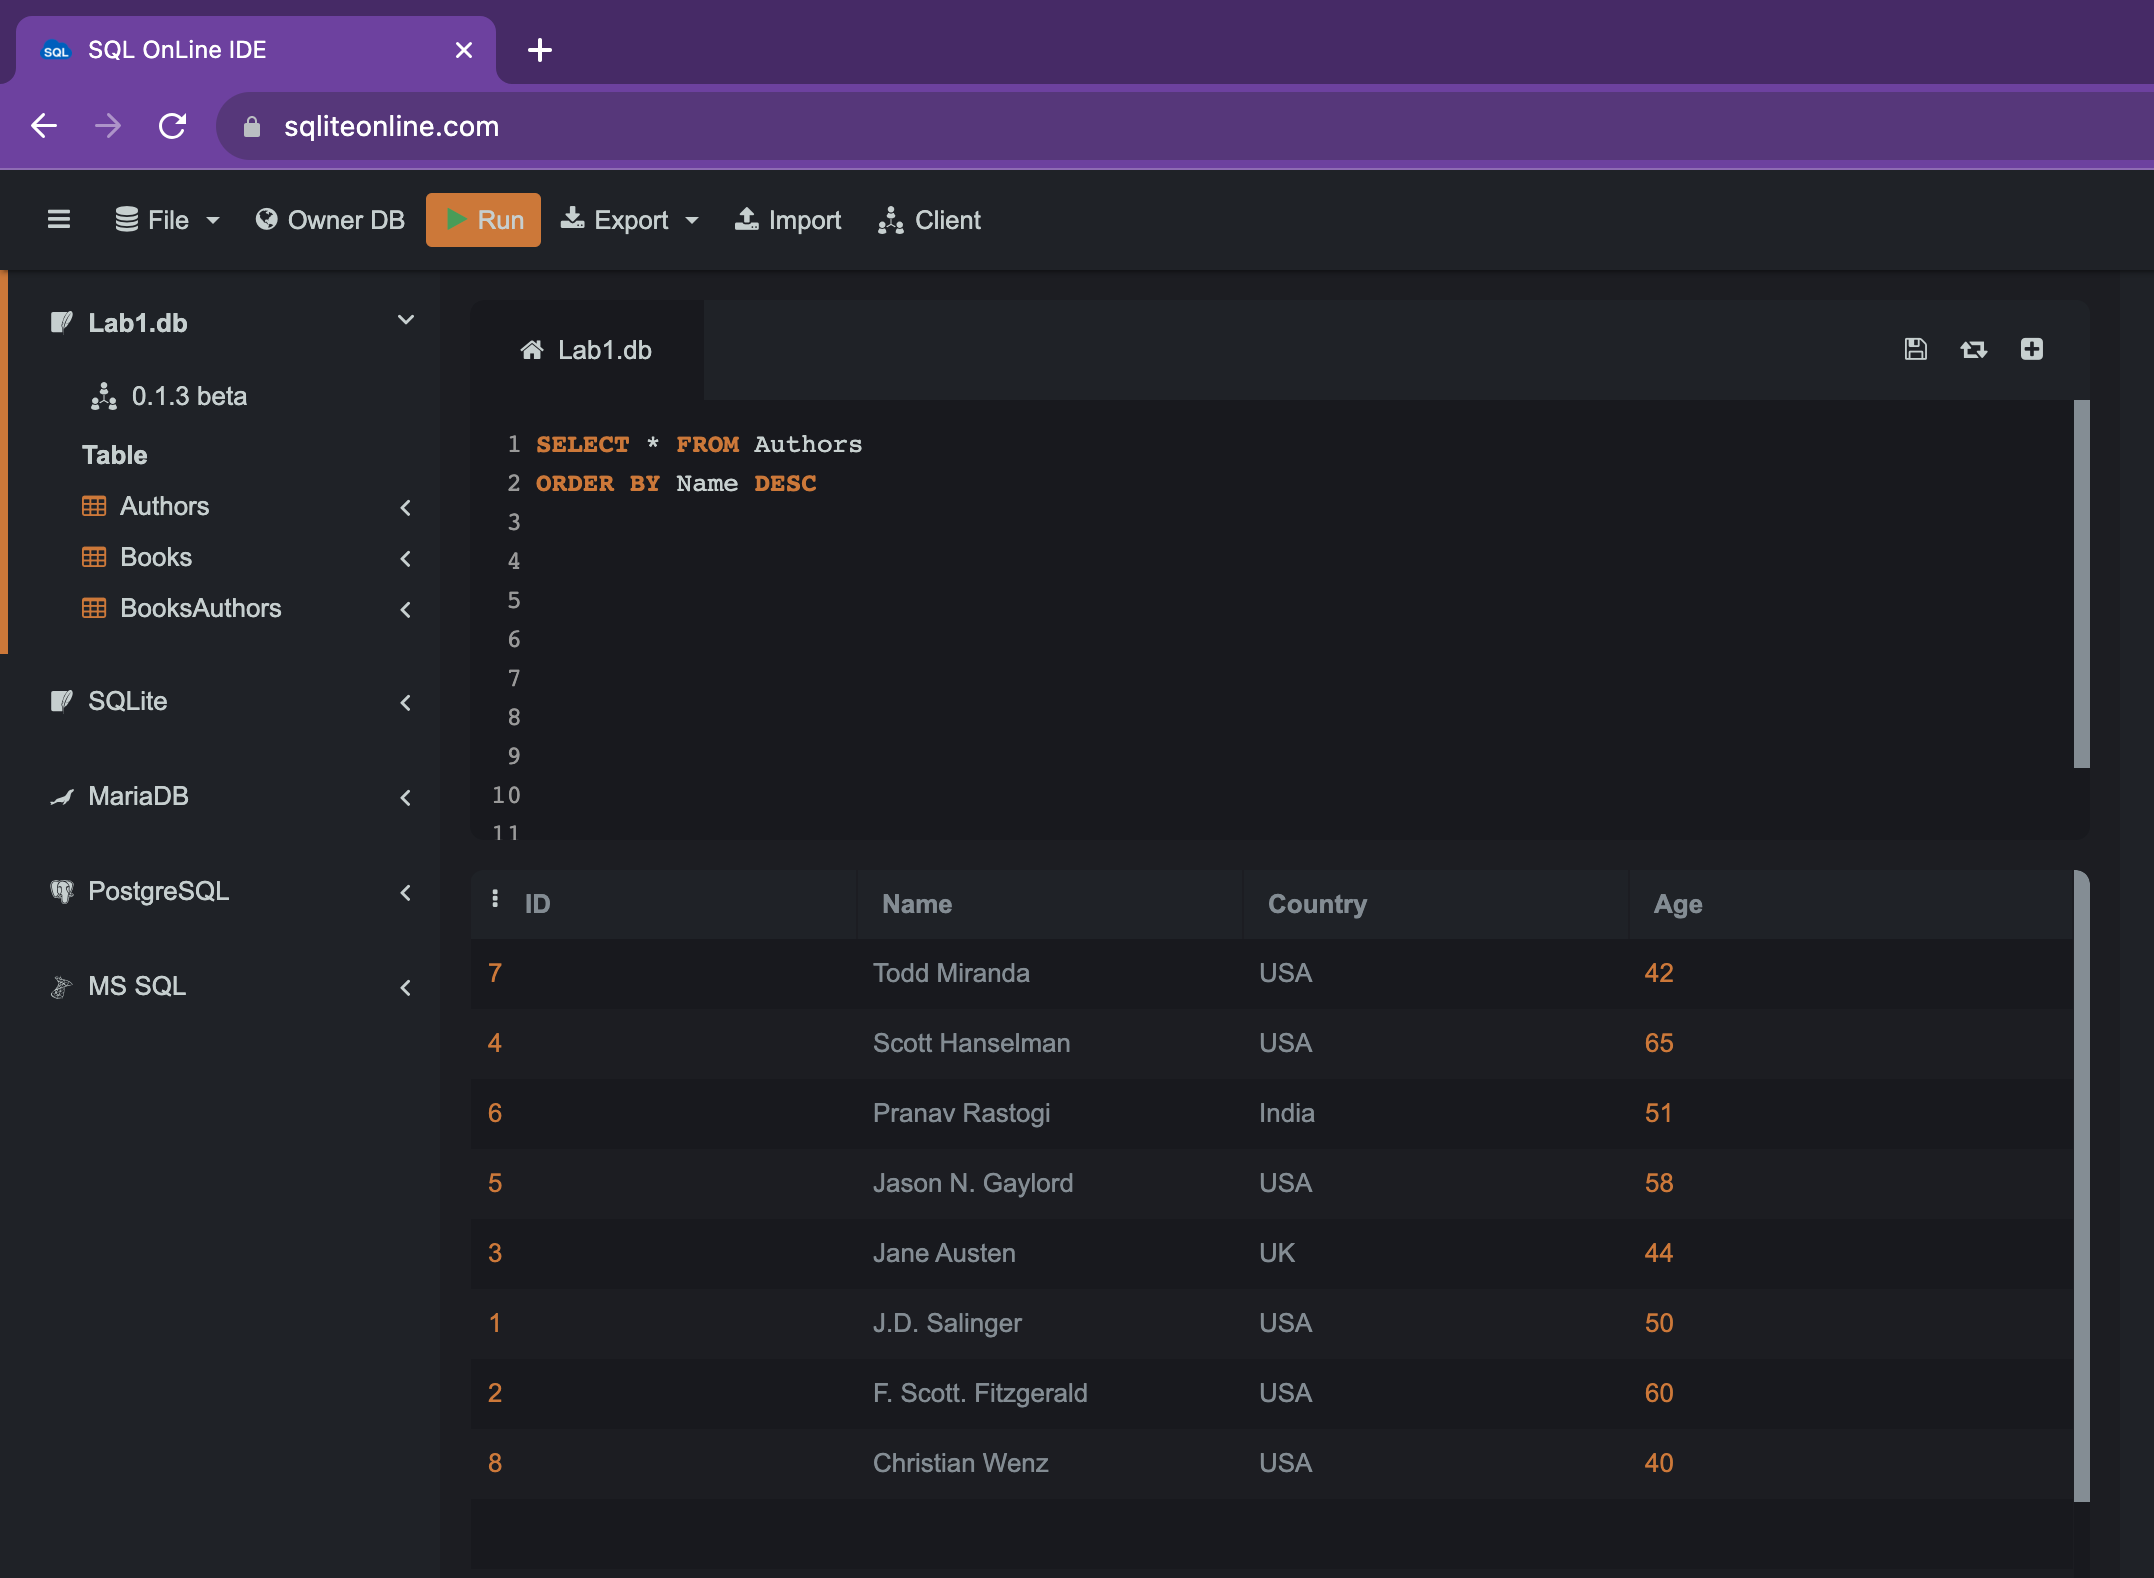 SQL SQL OnLine IDE
sqliteonline.com
File Owner DB Run Export Import Client
Lab1.db
0.1.3 beta
Table
Authors
Books
BooksAuthors
SQLite
MariaDB
PostgreSQL
MS SQL
Lab1.db
1 SELECT * FROM Authors
2 ORDER BY Name DESC
3
4
5
6
7
8
9
10
11
ID Name Country Age
7 Todd Miranda USA 42
4 Scott Hanselman USA 65
6 Pranav Rastogi India 51
5 Jason N. Gaylord USA 58
3 Jane Austen UK 44
1 J.D. Salinger USA 50
2 F. Scott. Fitzgerald USA 60
8 Christian Wenz USA 40